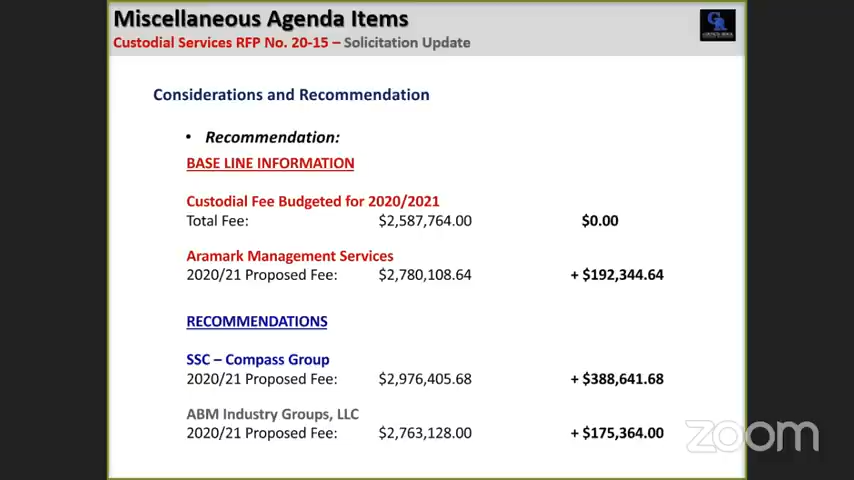 Miscellaneous Agenda Items
Custodial Services RFP No. 20-15 – Solicitation Update
GR
Considerations and Recommendation
• Recommendation:
BASE LINE INFORMATION
Custodial Fee Budgeted for 2020/2021
Total Fee: $2,587,764.00 $0.00
Aramark Management Services
2020/21 Proposed Fee: $2,780,108.64 + $192,344.64
RECOMMENDATIONS
SSC – Compass Group
2020/21 Proposed Fee: $2,976,405.68 + $388,641.68
ABM Industry Groups, LLC
2020/21 Proposed Fee: $2,763,128.00 + $175,364.00
zoom